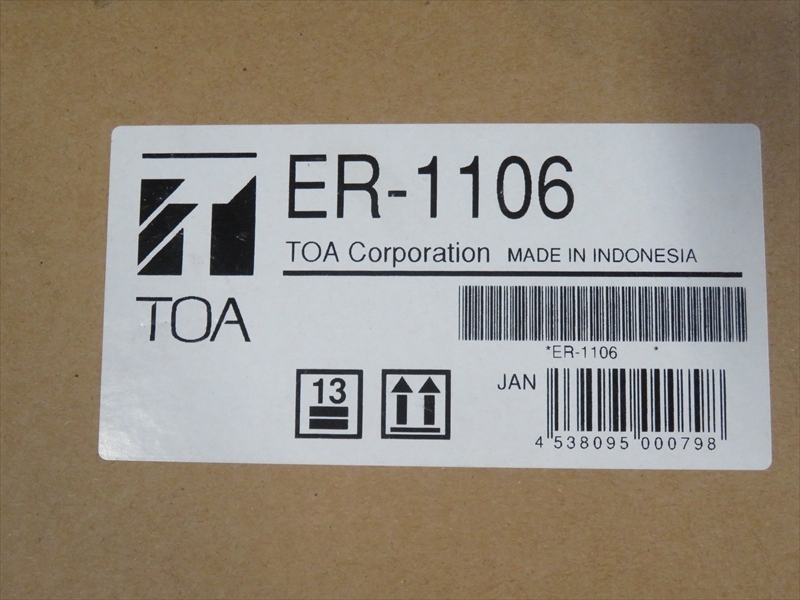 ER-1106
TOA Corporation MADE IN INDONESIA
TOA
*ER-1106 *
13
JAN
4 538095 000798